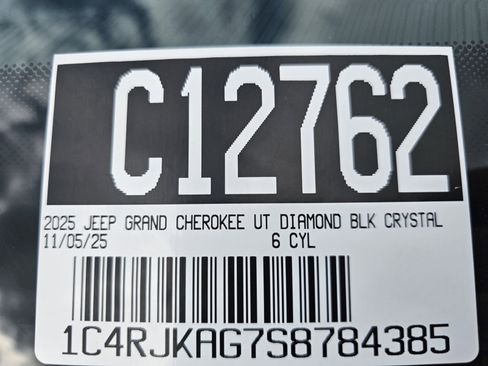 C12762
2025 JEEP GRAND CHEROKEE UT DIAMOND BLK CRYSTAL
11/05/25 6 CYL
1C4RJKAG7S8784385